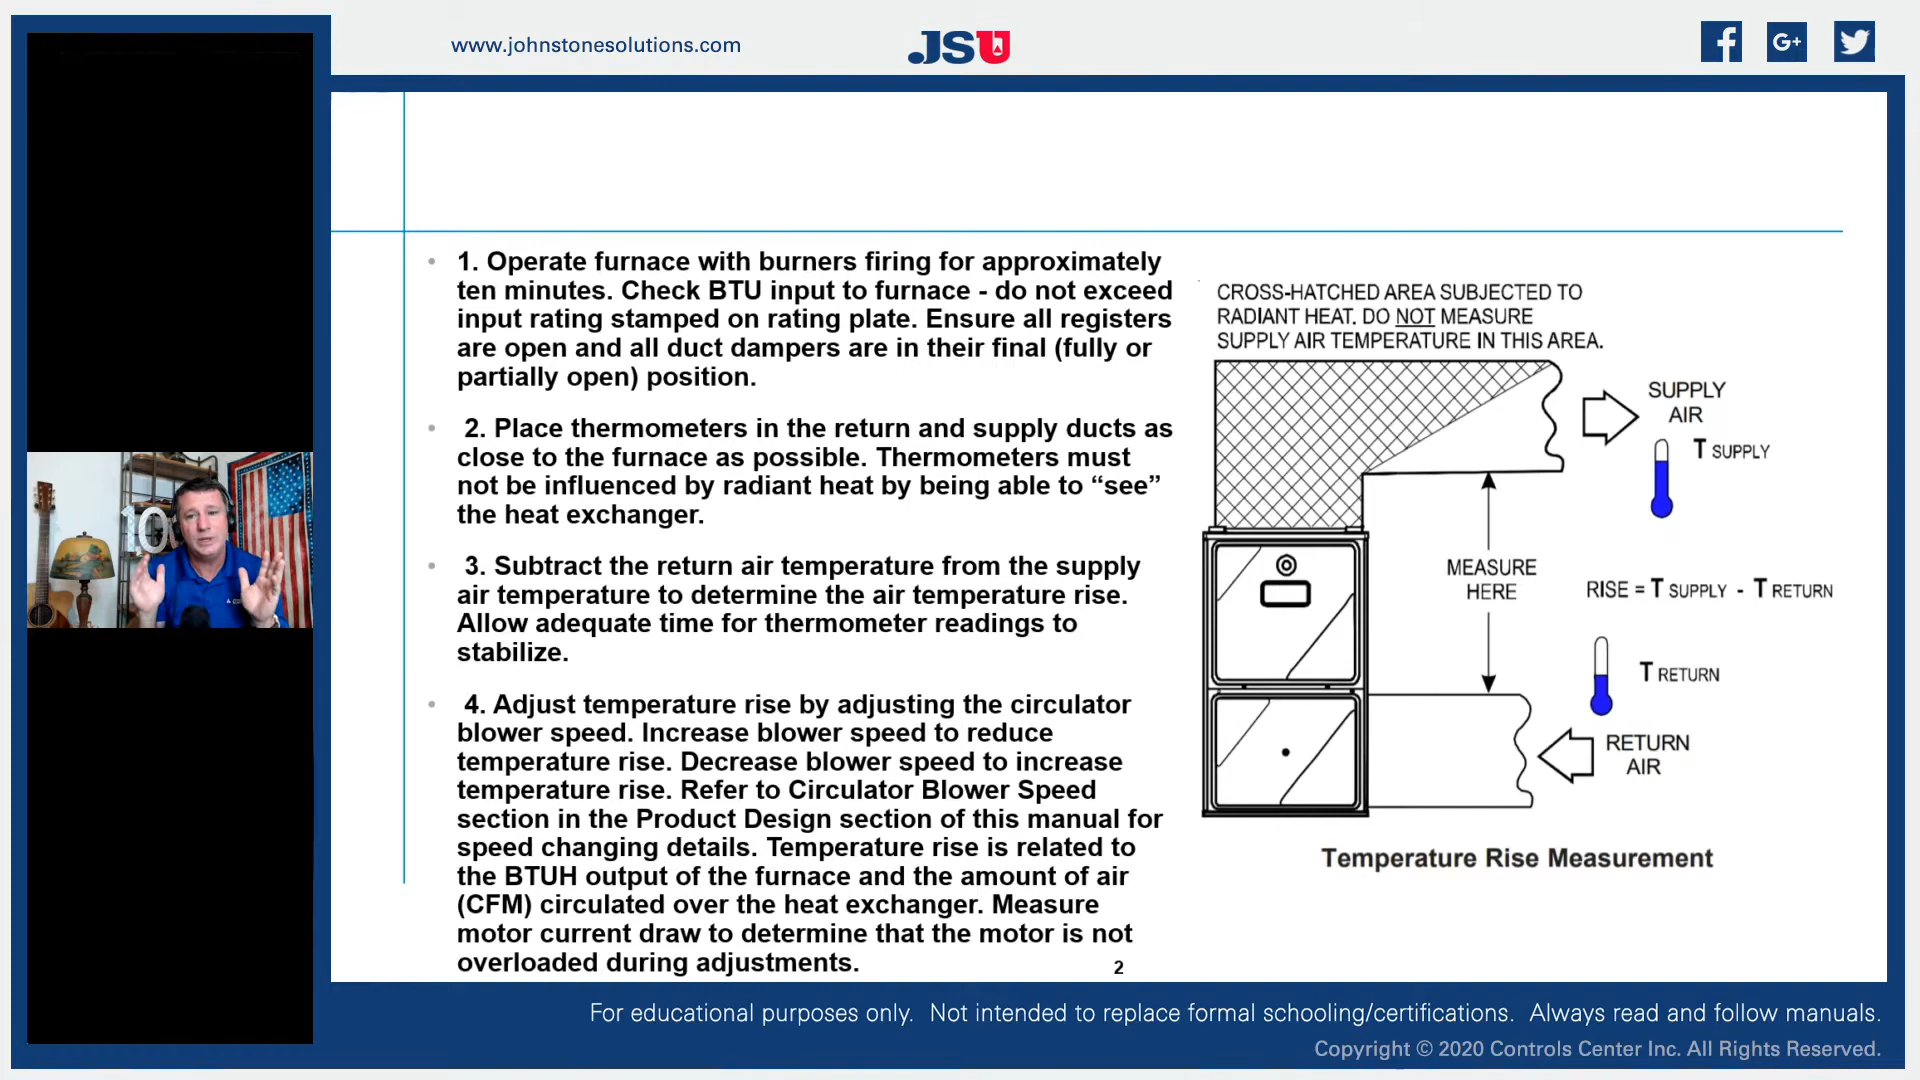 www.johnstonesolutions.com
JSU
G+
1. Operate furnace with burners firing for approximately
ten minutes. Check BTU input to furnace - do not exceed
input rating stamped on rating plate. Ensure all registers
are open and all duct dampers are in their final (fully or
partially open) position.
2. Place thermometers in the return and supply ducts as
close to the furnace as possible. Thermometers must
not be influenced by radiant heat by being able to “see”
the heat exchanger.
3. Subtract the return air temperature from the supply
air temperature to determine the air temperature rise.
Allow adequate time for thermometer readings to
stabilize.
4. Adjust temperature rise by adjusting the circulator
blower speed. Increase blower speed to reduce
temperature rise. Decrease blower speed to increase
temperature rise. Refer to Circulator Blower Speed
section in the Product Design section of this manual for
speed changing details. Temperature rise is related to
the BTUH output of the furnace and the amount of air
(CFM) circulated over the heat exchanger. Measure
motor current draw to determine that the motor is not
overloaded during adjustments.
2
CROSS-HATCHED AREA SUBJECTED TO
RADIANT HEAT. DO NOT MEASURE
SUPPLY AIR TEMPERATURE IN THIS AREA.
SUPPLY
AIR
T SUPPLY
MEASURE
HERE
RISE = T SUPPLY - T RETURN
T RETURN
RETURN
AIR
Temperature Rise Measurement
For educational purposes only. Not intended to replace formal schooling/certifications. Always read and follow manuals.
Copyright © 2020 Controls Center Inc. All Rights Reserved.